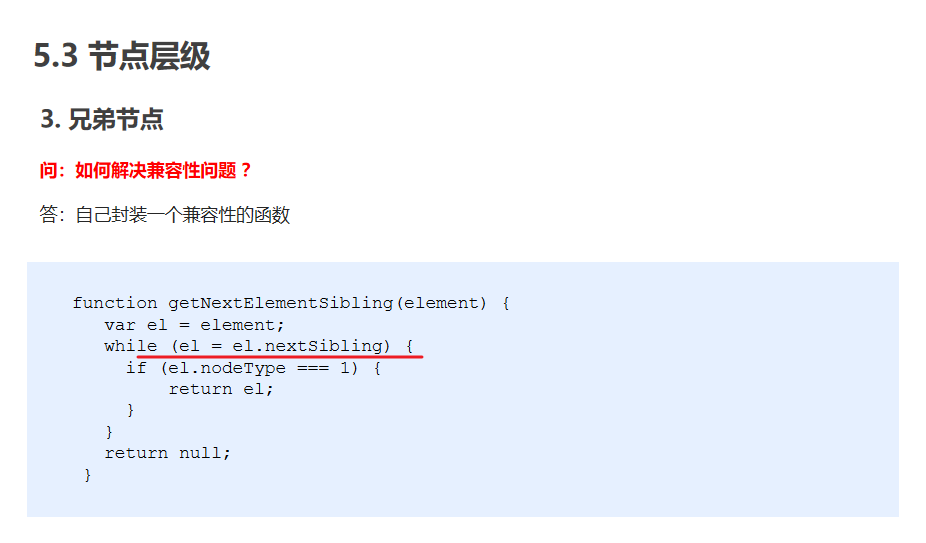 5.3 节点层级
3. 兄弟节点
问：如何解决兼容性问题？
答：自己封装一个兼容性的函数
function getNextElementSibling(element) {
   var el = element;
   while (el = el.nextSibling) {
     if (el.nodeType === 1) {
         return el;
     }
   }
   return null;
 }